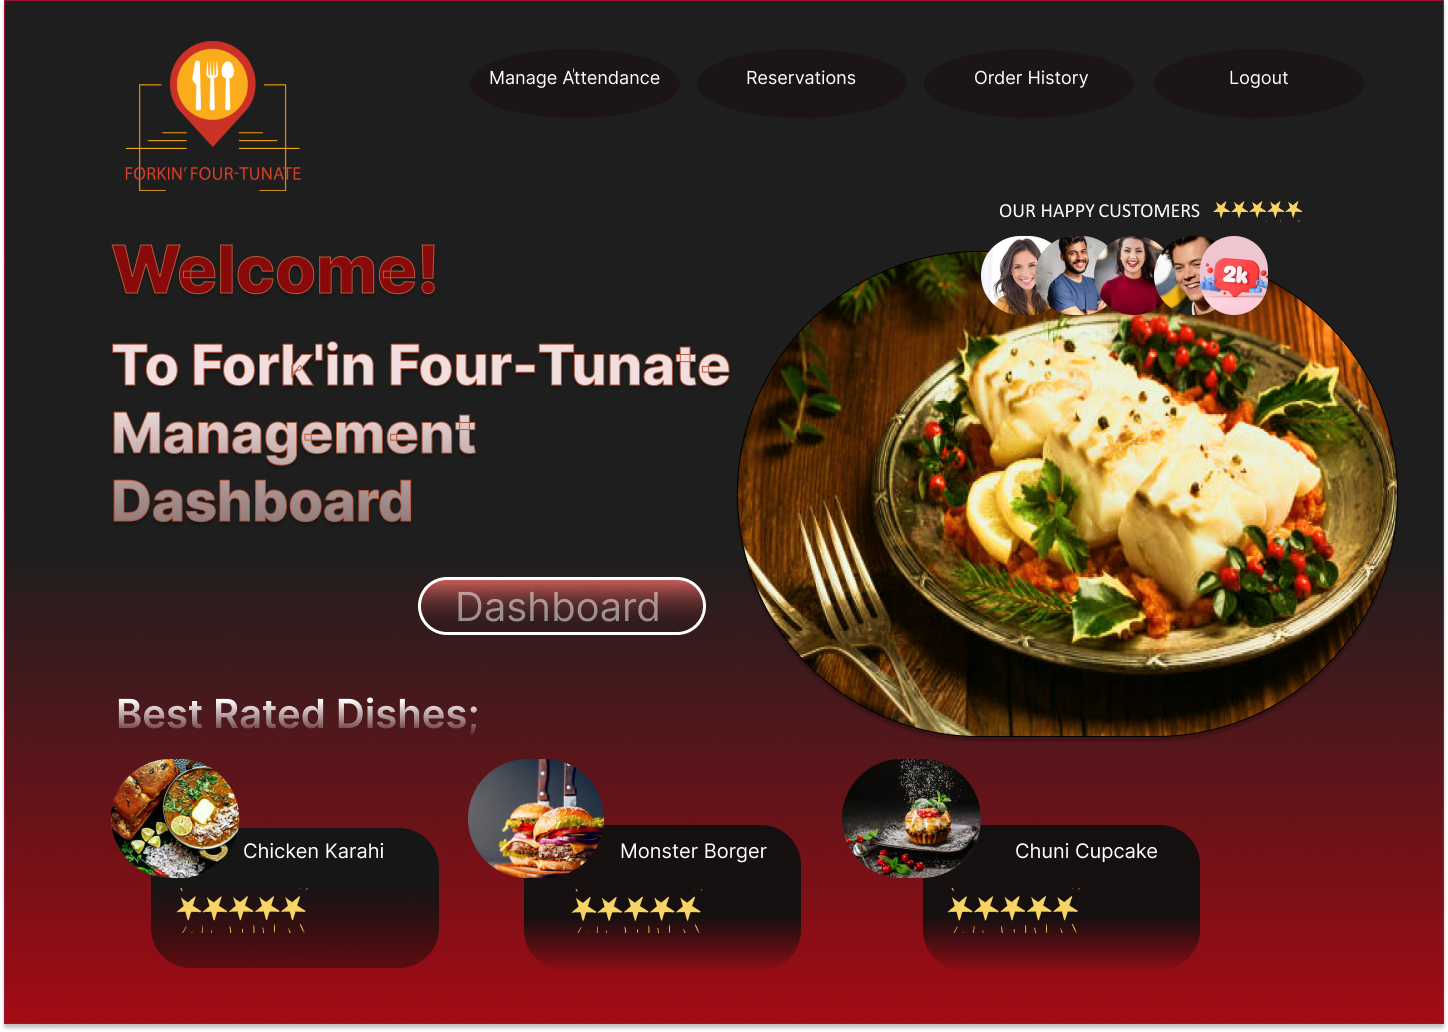 Manage Attendance
Reservations
Order History
Logout
FORKIN' FOUR-TUNATE
OUR HAPPY CUSTOMERS
2k
Welcome!
To Fork'in Four-Tunate
Management
Dashboard
Dashboard
Best Rated Dishes;
Chicken Karahi
Monster Borger
Chuni Cupcake